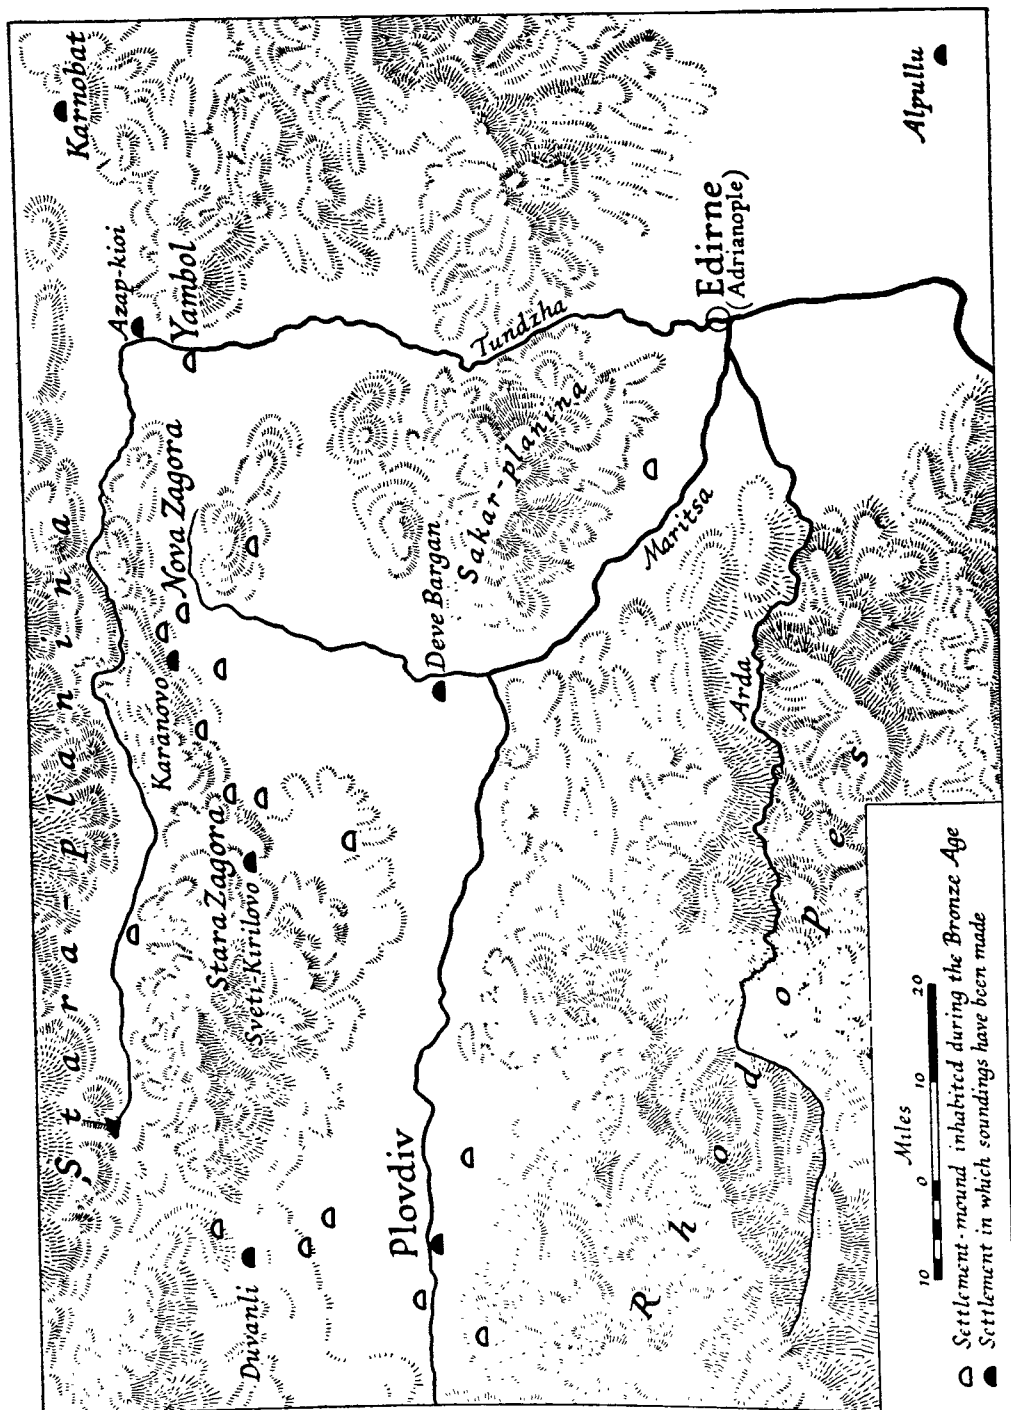 Stara-planina
Karnobat
Azap-kioi
Yambol
Nova Zagora
Karanovo
Stara Zagora
Sveti-Kirilovo
Duvanli
Tundzha
Sakar-planina
Deve Bargan
Plovdiv
Maritsa
Edirne
(Adrianople)
Alpullu
Arda
Rhodopes
Miles
10 0 10 20
Settlement-mound inhabited during the Bronze Age
Settlement in which soundings have been made